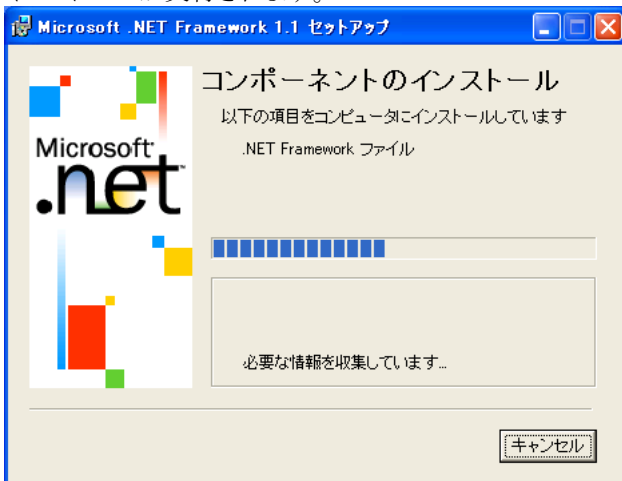 Microsoft .NET Framework 1.1 セットアップ
コンポーネントのインストール
以下の項目をコンピュータにインストールしています
.NET Framework ファイル
Microsoft
.net
必要な情報を収集しています...
キャンセル